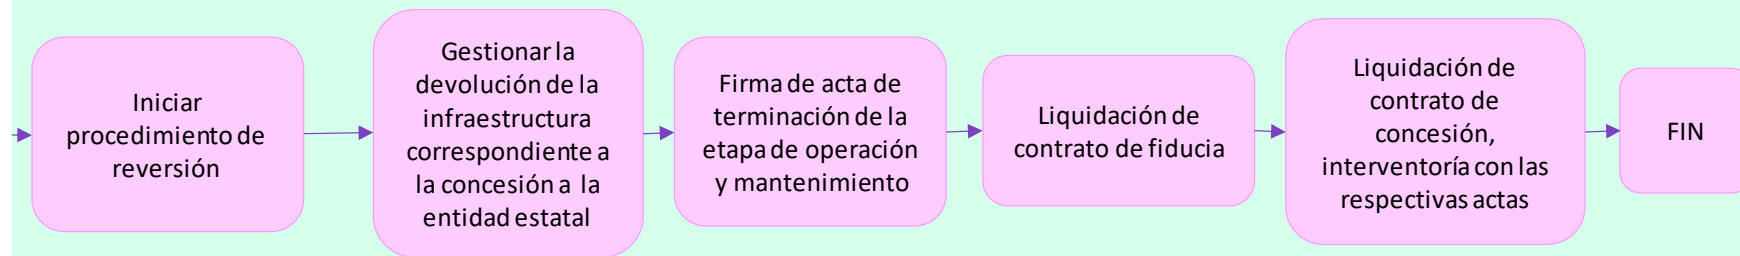 Iniciar
procedimiento de
reversión
Gestionar la
devolución de la
infraestructura
correspondiente a
la concesión a la
entidad estatal
Firma de acta de
terminación de la
etapa de operación
y mantenimiento
Liquidación de
contrato de fiducia
Liquidación de
contrato de
concesión,
interventoría con las
respectivas actas
FIN